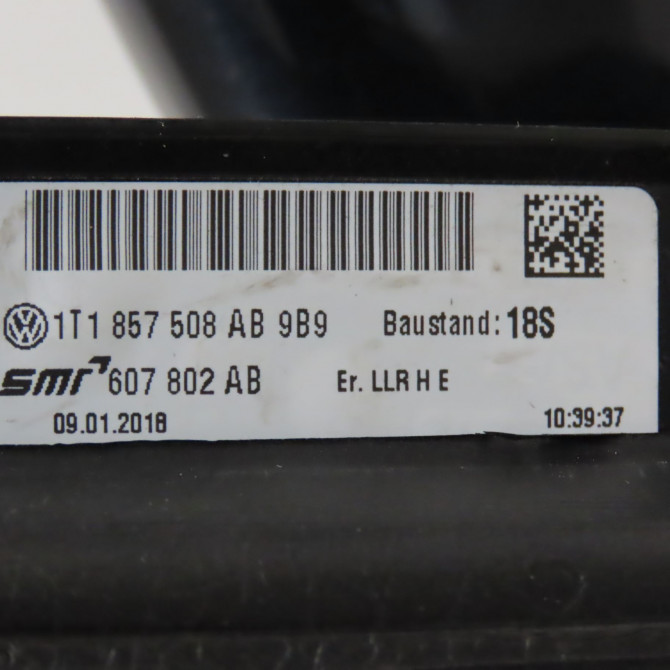 VW 1T1 857 508 AB 9B9 Baustand: 18S
smr 607 802 AB Er. LLR H E
09.01.2018 10:39:37